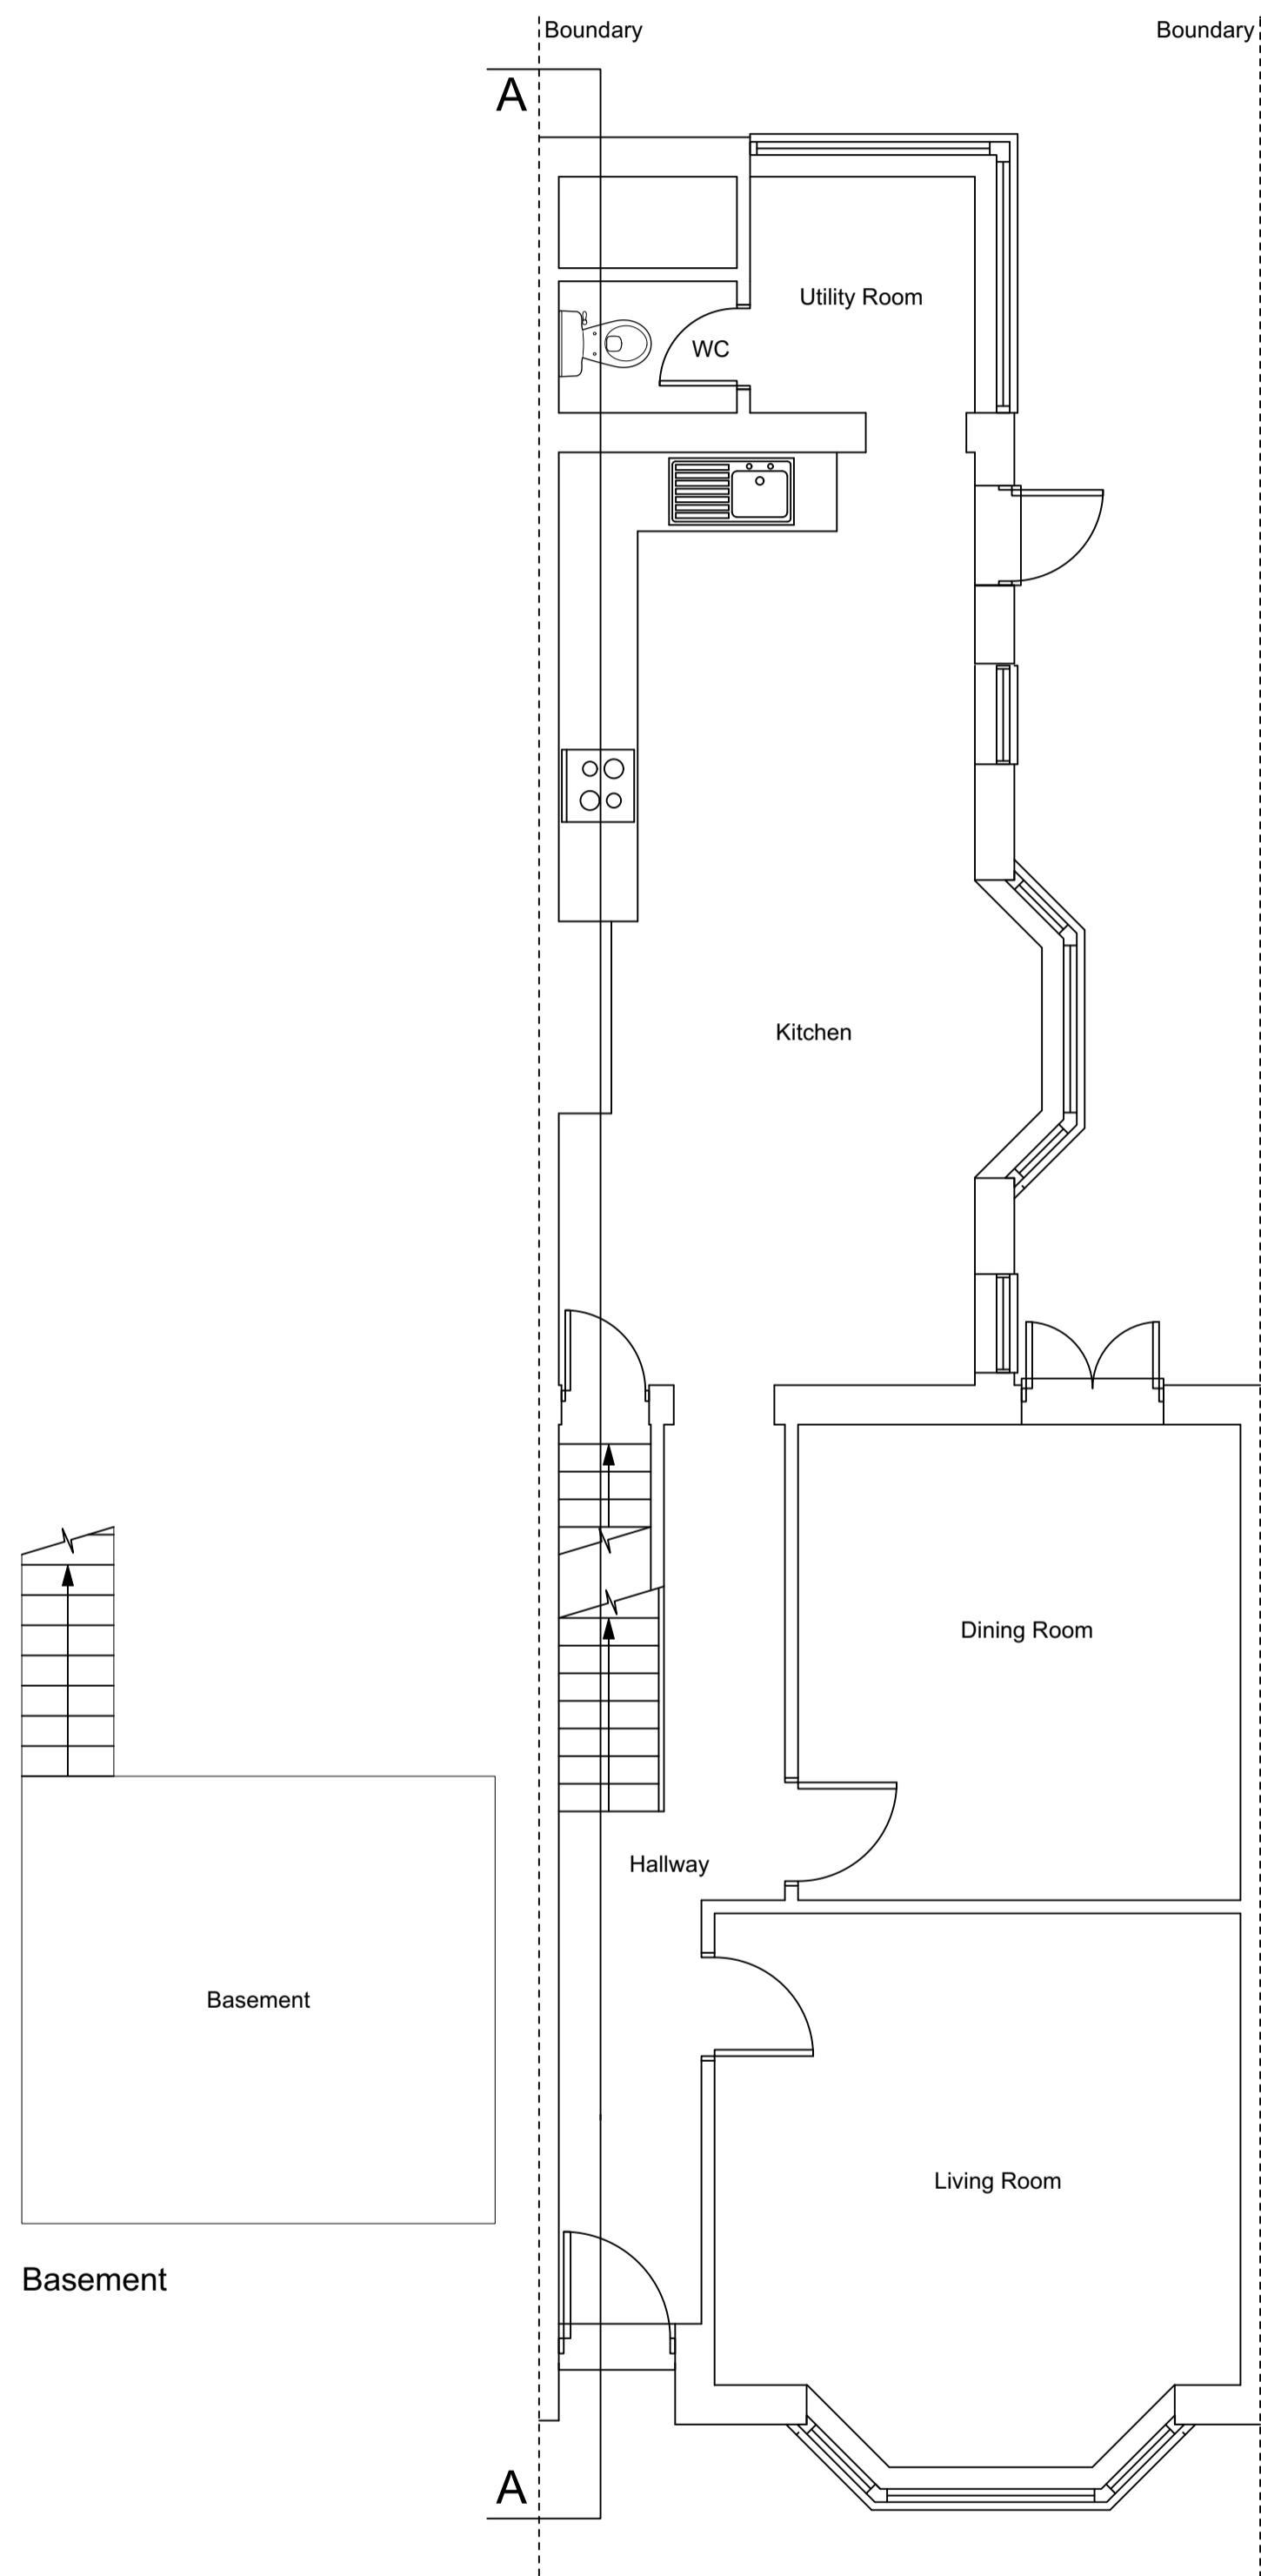 Boundary
Boundary
A
Utility Room
WC
Kitchen
Dining Room
Hallway
Basement
Living Room
Basement
A